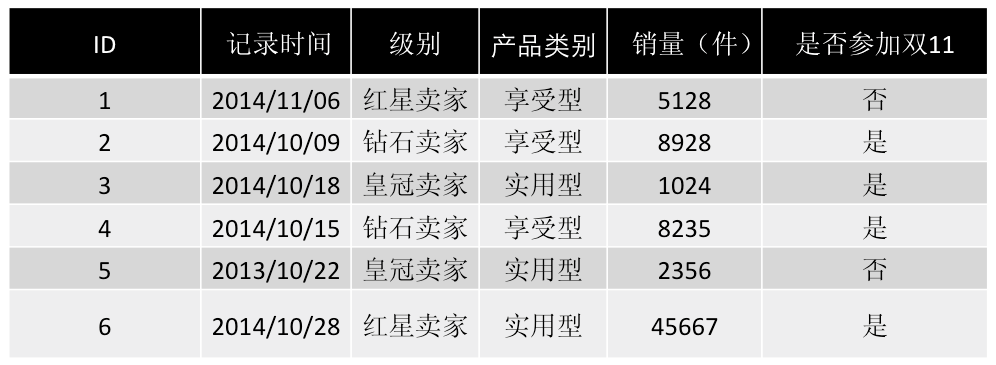 ID 记录时间 级别 产品类别 销量（件） 是否参加双11
1 2014/11/06 红星卖家 享受型 5128 否
2 2014/10/09 钻石卖家 享受型 8928 是
3 2014/10/18 皇冠卖家 实用型 1024 是
4 2014/10/15 钻石卖家 享受型 8235 是
5 2013/10/22 皇冠卖家 实用型 2356 否
6 2014/10/28 红星卖家 实用型 45667 是